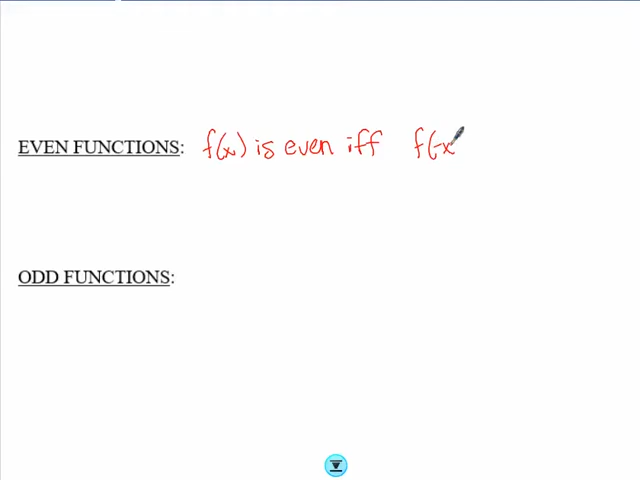 EVEN FUNCTIONS: f(x) is even iff f(-x
ODD FUNCTIONS: